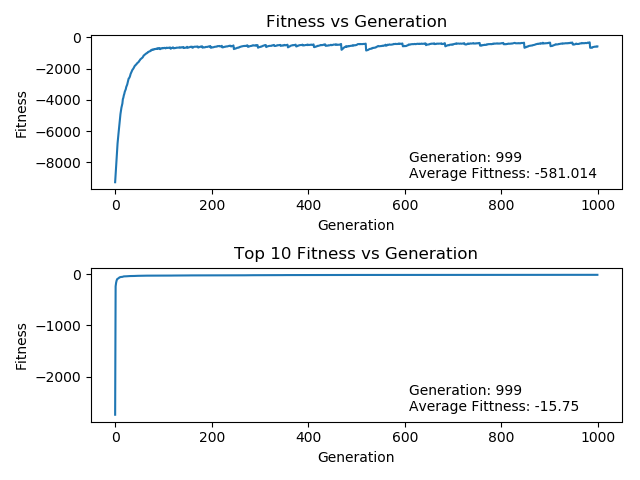 Fitness vs Generation
0
−2000
−4000
−6000
−8000
Fitness
Generation: 999
Average Fittness: -581.014
0 200 400 600 800 1000
Generation
Top 10 Fitness vs Generation
0
−1000
−2000
Fitness
Generation: 999
Average Fittness: -15.75
0 200 400 600 800 1000
Generation